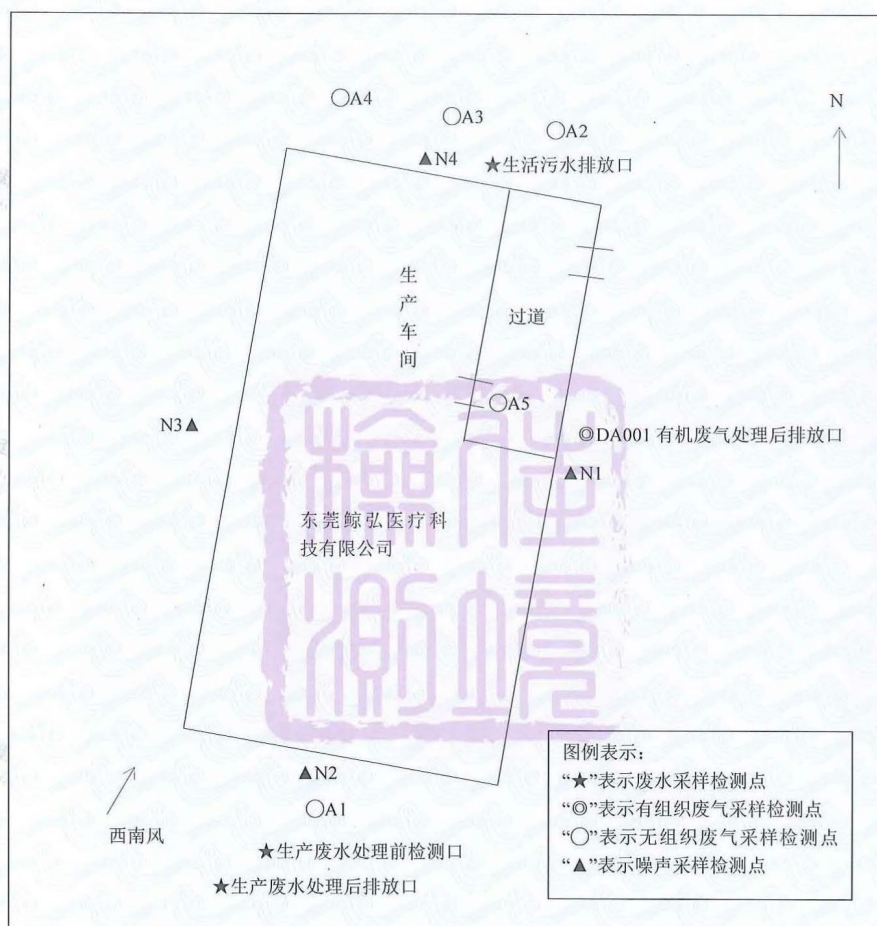 ○A4
○A3
○A2
N
▲N4
★生活污水排放口
生产车间
过道
○A5
N3▲
◎DA001 有机废气处理后排放口
▲N1
东莞鲸弘医疗科
技有限公司
检测
佳境
▲N2
○A1
西南风
★生产废水处理前检测口
★生产废水处理后排放口
图例表示：
“★”表示废水采样检测点
“◎”表示有组织废气采样检测点
“○”表示无组织废气采样检测点
“▲”表示噪声采样检测点